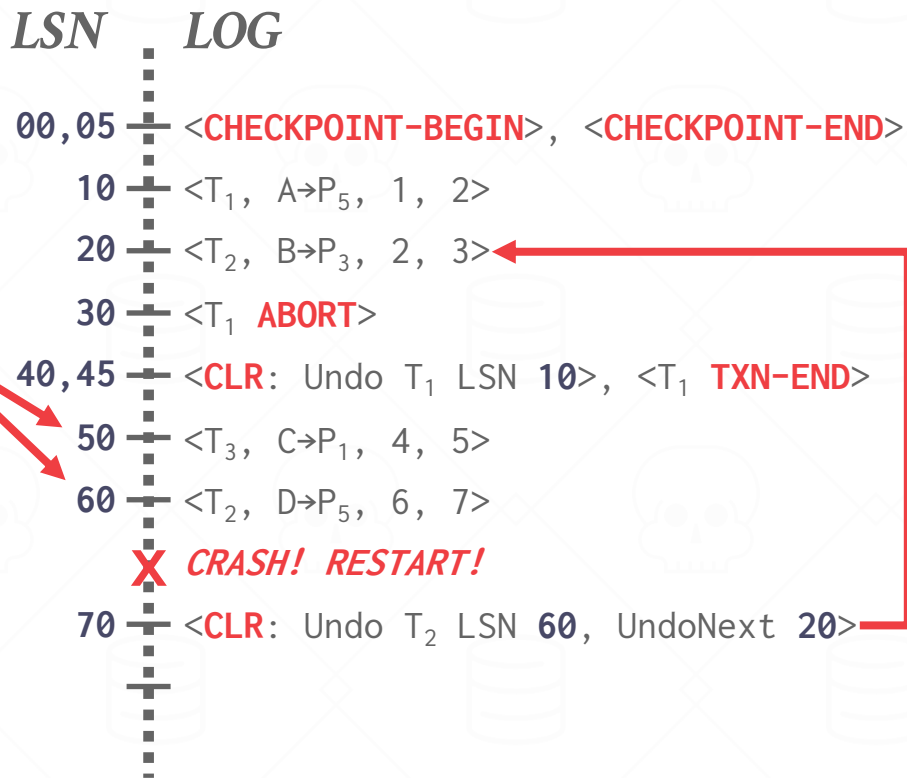 LSN LOG
00,05 <CHECKPOINT-BEGIN>, <CHECKPOINT-END>
10 <T₁, A→P₅, 1, 2>
20 <T₂, B→P₃, 2, 3>
30 <T₁ ABORT>
40,45 <CLR: Undo T₁ LSN 10>, <T₁ TXN-END>
50 <T₃, C→P₁, 4, 5>
60 <T₂, D→P₅, 6, 7>
X CRASH! RESTART!
70 <CLR: Undo T₂ LSN 60, UndoNext 20>